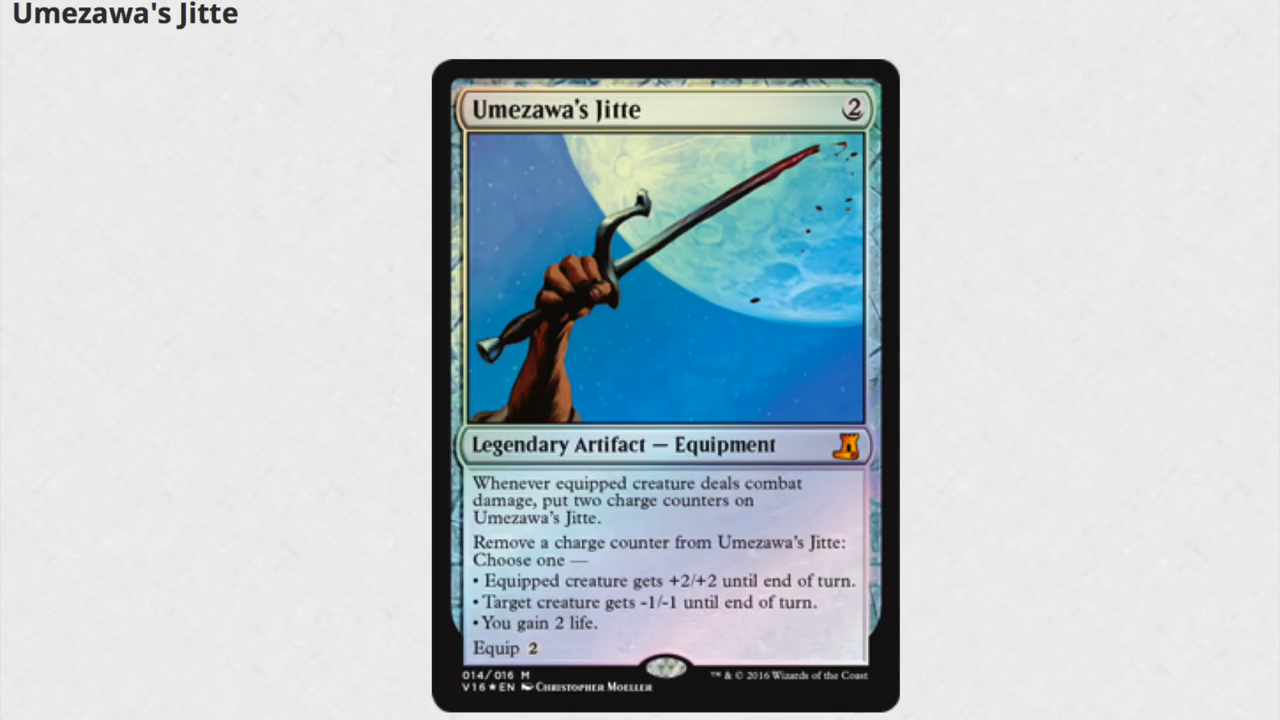 Umezawa's Jitte
Umezawa's Jitte 2
Legendary Artifact — Equipment
Whenever equipped creature deals combat
damage, put two charge counters on
Umezawa's Jitte.
Remove a charge counter from Umezawa's Jitte:
Choose one —
• Equipped creature gets +2/+2 until end of turn.
• Target creature gets -1/-1 until end of turn.
• You gain 2 life.
Equip 2
014/016 M
V16 ★ EN Christopher Moeller
™ & © 2016 Wizards of the Coast